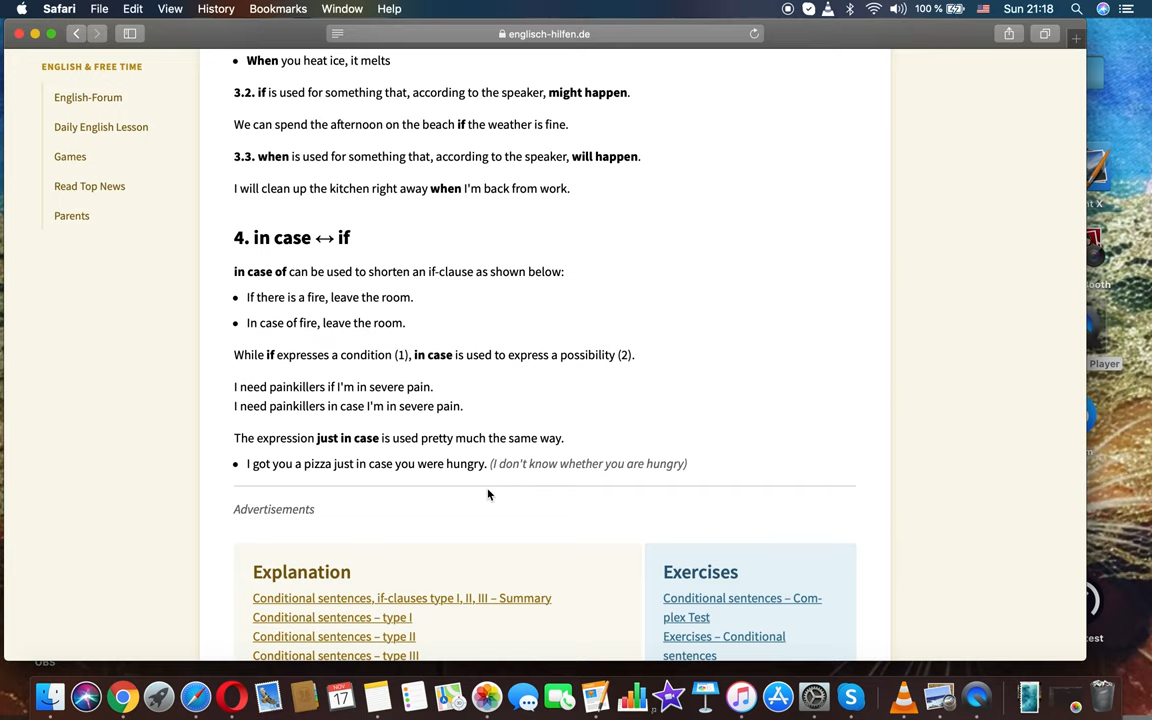 Safari File Edit View History Bookmarks Window Help
100 % Sun 21:18
englisch-hilfen.de
ENGLISH & FREE TIME
English-Forum
Daily English Lesson
Games
Read Top News
Parents
• When you heat ice, it melts
3.2. if is used for something that, according to the speaker, might happen.
We can spend the afternoon on the beach if the weather is fine.
3.3. when is used for something that, according to the speaker, will happen.
I will clean up the kitchen right away when I'm back from work.
4. in case ↔ if
in case of can be used to shorten an if-clause as shown below:
• If there is a fire, leave the room.
• In case of fire, leave the room.
While if expresses a condition (1), in case is used to express a possibility (2).
I need painkillers if I'm in severe pain.
I need painkillers in case I'm in severe pain.
The expression just in case is used pretty much the same way.
• I got you a pizza just in case you were hungry. (I don't know whether you are hungry)
Advertisements
Explanation
Conditional sentences, if-clauses type I, II, III – Summary
Conditional sentences – type I
Conditional sentences – type II
Conditional sentences – type III
Exercises
Conditional sentences – Com-
plex Test
Exercises – Conditional
sentences
Player
OBS
NOV
17